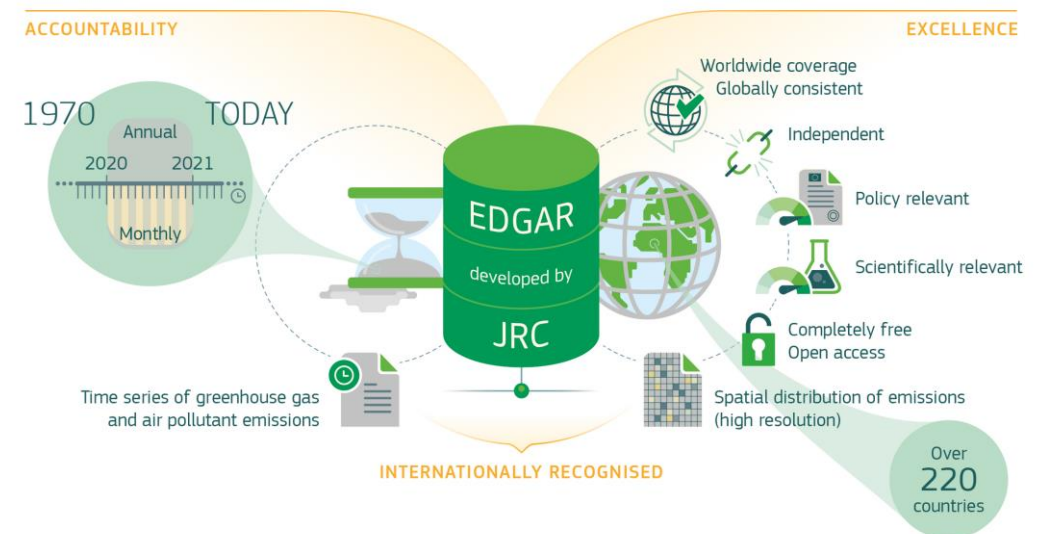 ACCOUNTABILITY
EXCELLENCE
1970
TODAY
Annual
2020
2021
Monthly
EDGAR
developed by
JRC
Worldwide coverage
Globally consistent
Independent
Policy relevant
Scientifically relevant
Completely free
Open access
Time series of greenhouse gas
and air pollutant emissions
Spatial distribution of emissions
(high resolution)
Over
220
countries
INTERNATIONALLY RECOGNISED